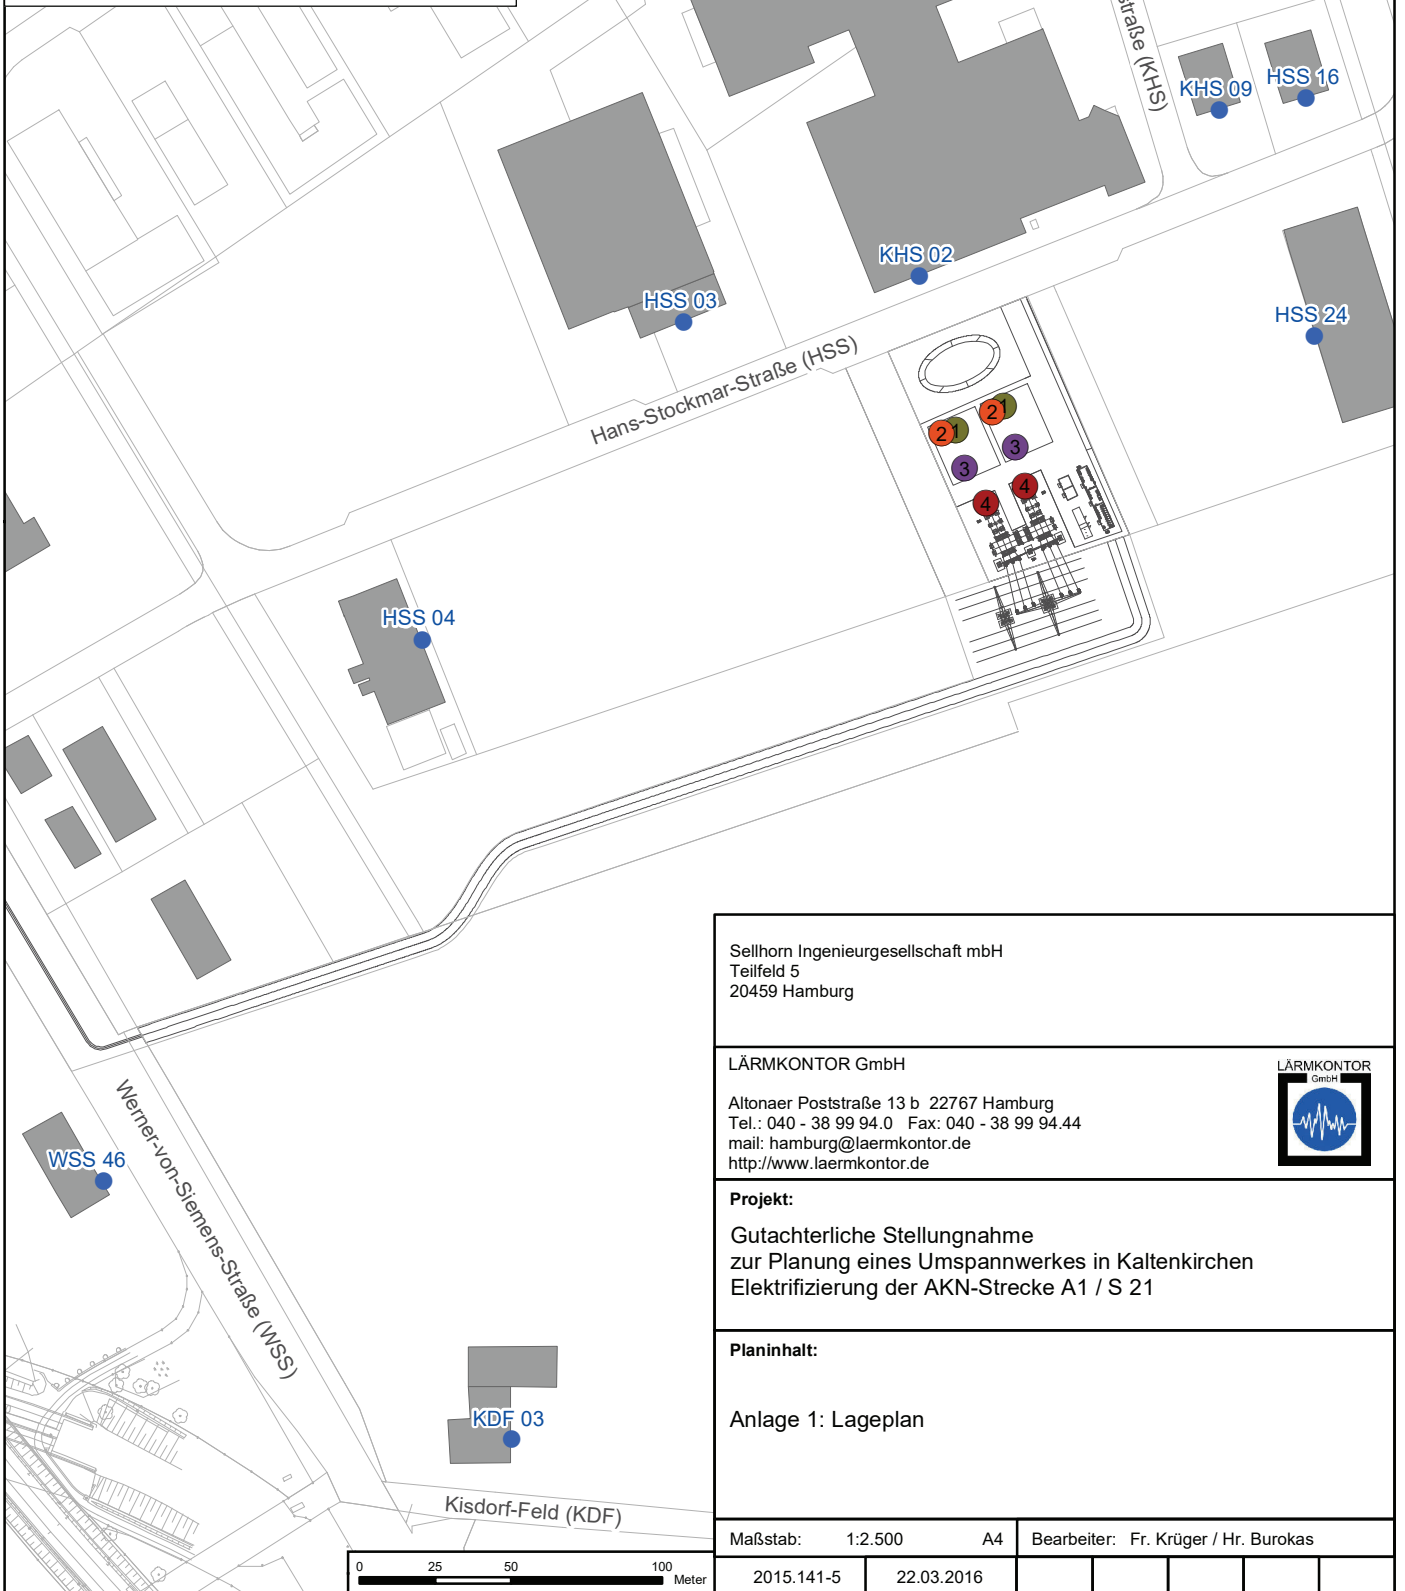 straße (KHS)
KHS 09
HSS 16
KHS 02
HSS 03
HSS 24
Hans-Stockmar-Straße (HSS)
2
1
2
1
3
3
4
4
HSS 04
Sellhorn Ingenieurgesellschaft mbH
Teilfeld 5
20459 Hamburg
LÄRMKONTOR GmbH
Altonaer Poststraße 13 b 22767 Hamburg
Tel.: 040 - 38 99 94.0 Fax: 040 - 38 99 94.44
mail: hamburg@laermkontor.de
http://www.laermkontor.de
LÄRMKONTOR
GmbH
WSS 46
Werner-von-Siemens-Straße (WSS)
Projekt:
Gutachterliche Stellungnahme
zur Planung eines Umspannwerkes in Kaltenkirchen
Elektrifizierung der AKN-Strecke A1 / S 21
Planinhalt:
Anlage 1: Lageplan
KDF 03
Kisdorf-Feld (KDF)
Maßstab: 1:2.500 A4
Bearbeiter: Fr. Krüger / Hr. Burokas
0 25 50 100
Meter
2015.141-5
22.03.2016